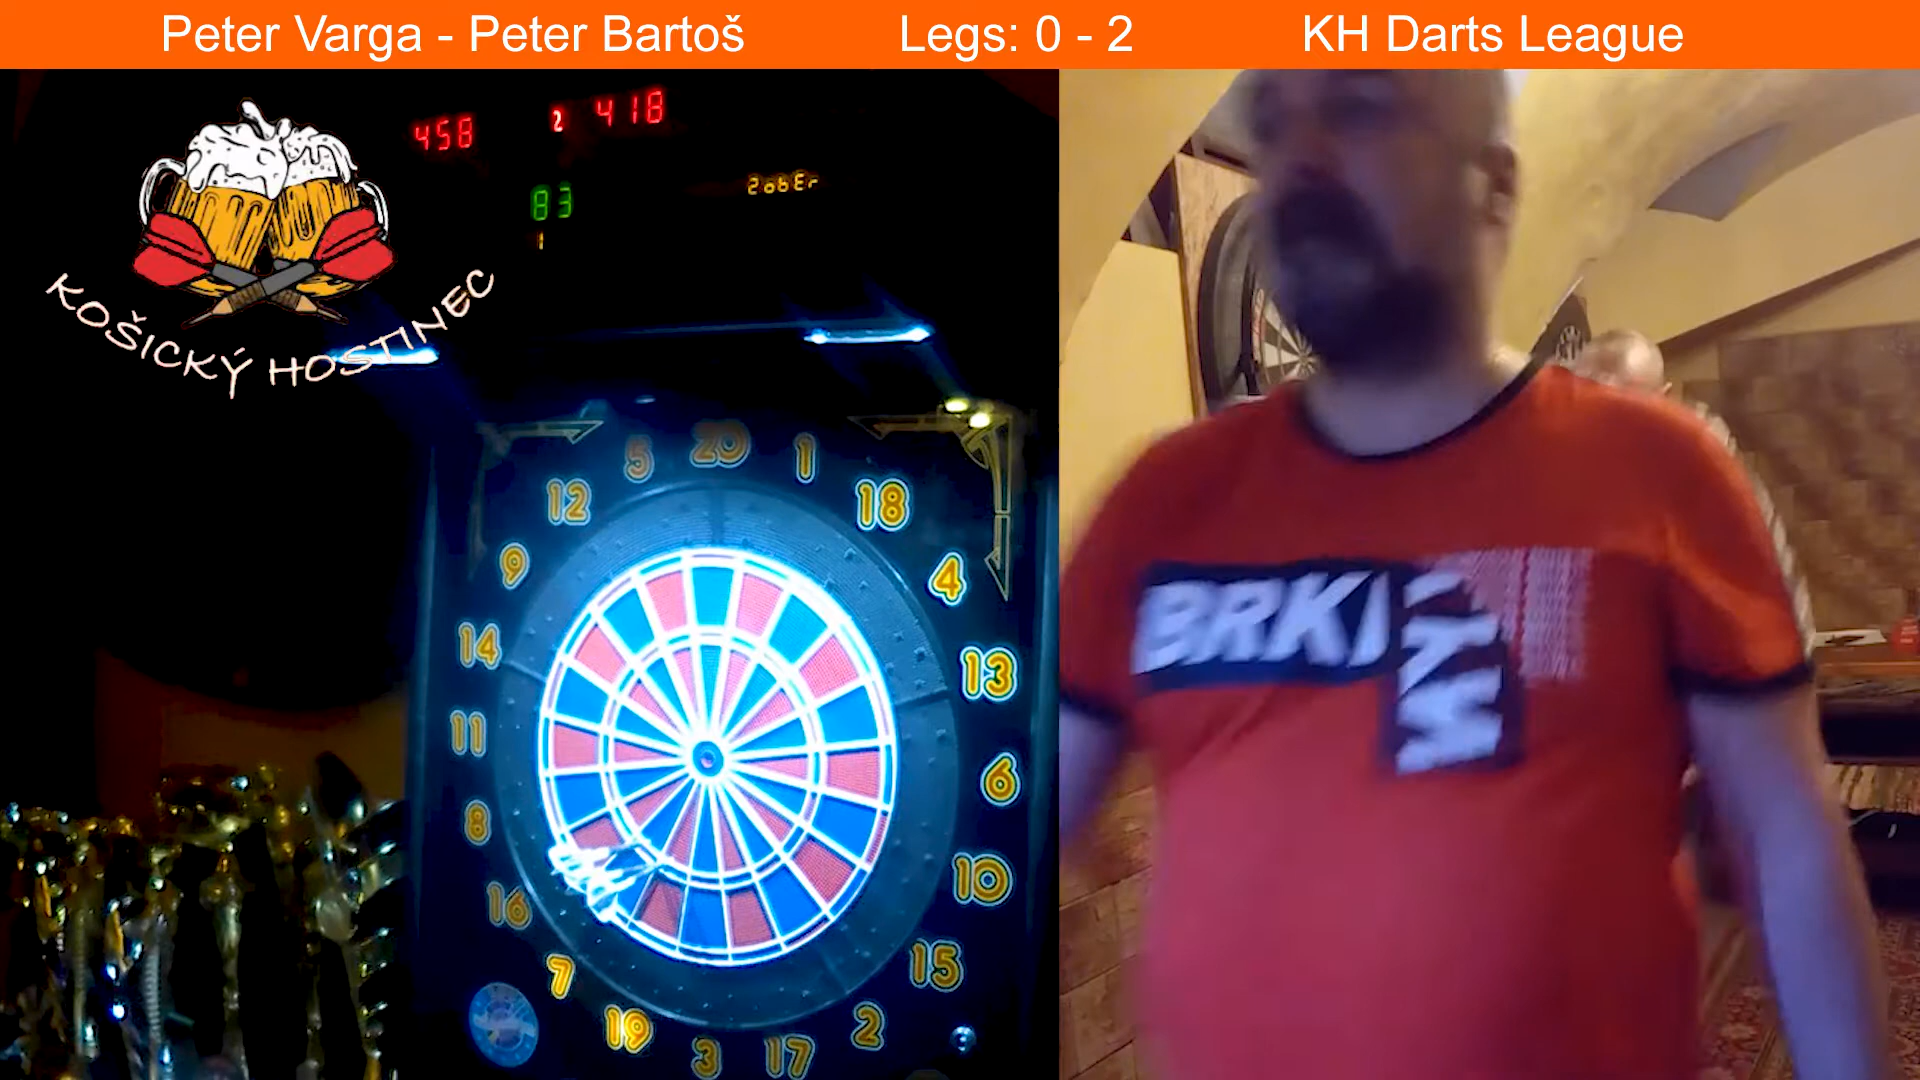 Peter Varga - Peter Bartoš Legs: 0 - 2 KH Darts League
458 2 418
83
1
2obEr
KOŠICKÝ HOSTINEC
5 20 1
12 18
9 4
14 13
11 6
8 10
16 15
7 2
19 3 17
BRKI